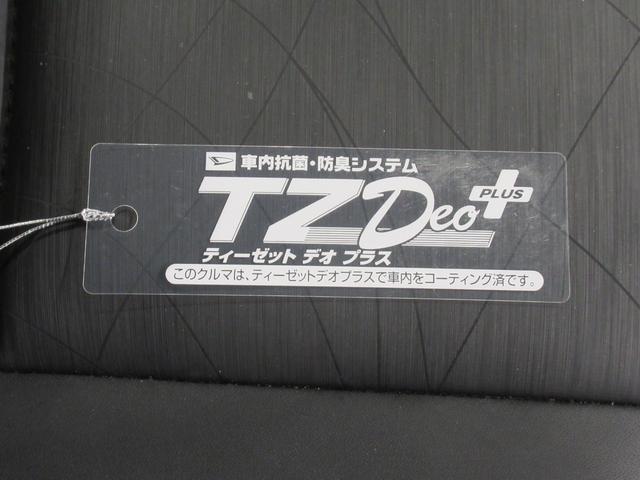 車内抗菌・防臭システム
TZDeo PLUS
ティーゼット デオ プラス
このクルマは、ティーゼットデオプラスで車内をコーティング済です。